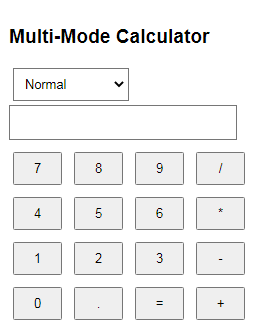 Multi-Mode Calculator
Normal
7 8 9 /
4 5 6 *
1 2 3 -
0 . = +